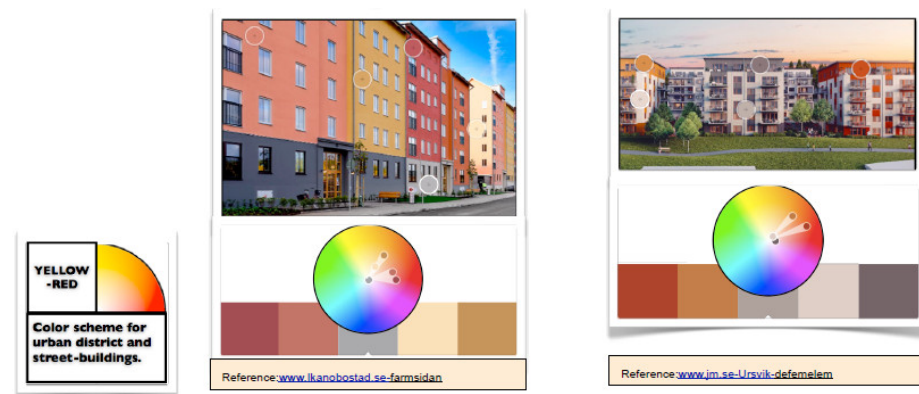 YELLOW
-RED
Color scheme for
urban district and
street-buildings.
Reference:www.Ikanobostad.se-farmsidan
Reference:www.jm.se-Ursvik-defemelem